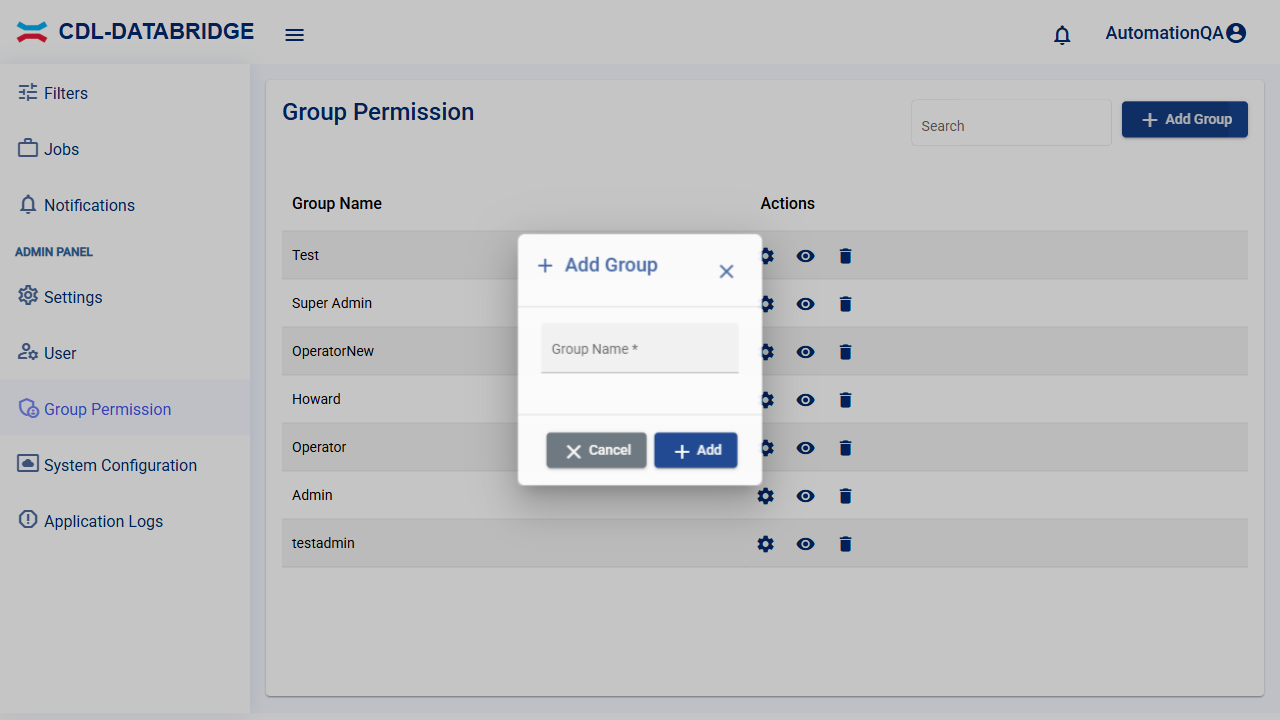 CDL-DATABRIDGE
AutomationQA
Filters
Jobs
Notifications
ADMIN PANEL
Settings
User
Group Permission
System Configuration
Application Logs
Group Permission
Search
Add Group
Group Name Actions
Test
Super Admin
OperatorNew
Howard
Operator
Admin
testadmin
Add Group
Group Name *
Cancel
Add